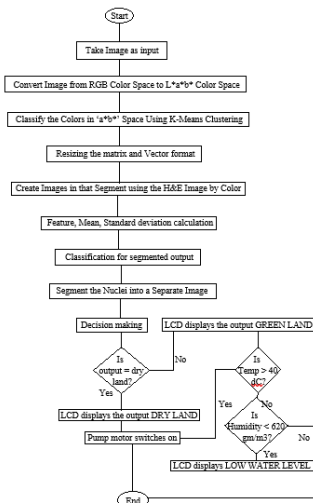 Start
Take Image as input
Convert Image from RGB Color Space to L*a*b* Color Space
Classify the Colors in 'a*b*' Space Using K-Means Clustering
Resizing the matrix and Vector format
Create Images in that Segment using the H&E Image by Color
Feature, Mean, Standard deviation calculation
Classification for segmented output
Segment the Nuclei into a Separate Image
Decision making
LCD displays the output GREEN LAND
Is
output = dry
land?
No
Yes
Is
Temp > 40
dC?
Yes
No
LCD displays the output DRY LAND
Pump motor switches on
Is
Humidity < 620
gm/m3?
No
Yes
LCD displays LOW WATER LEVEL
End